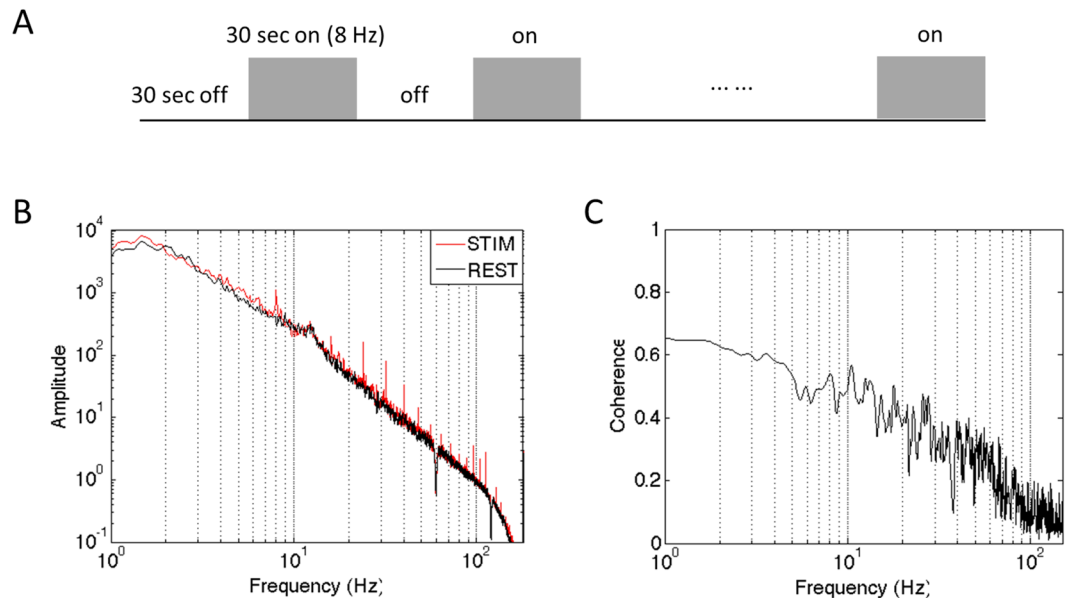 A
30 sec on (8 Hz)
on
on
30 sec off
off
... ...
B
10^4
10^3
10^2
10^1
10^0
10^-1
Amplitude
STIM
REST
10^0
10^1
10^2
Frequency (Hz)
C
1
0.8
0.6
0.4
0.2
0
Coherence
10^0
10^1
10^2
Frequency (Hz)